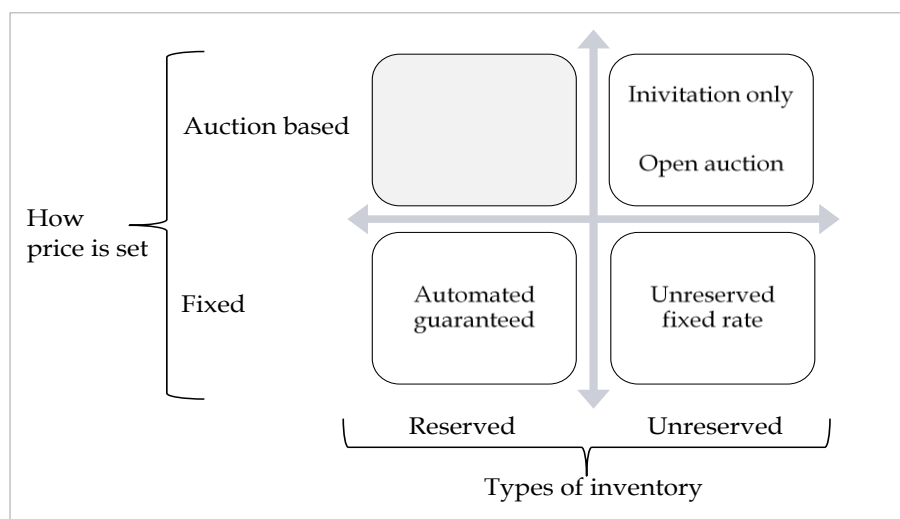 Auction based
Inivitation only
Open auction
How
price is set
Fixed
Automated
guaranteed
Unreserved
fixed rate
Reserved
Unreserved
Types of inventory